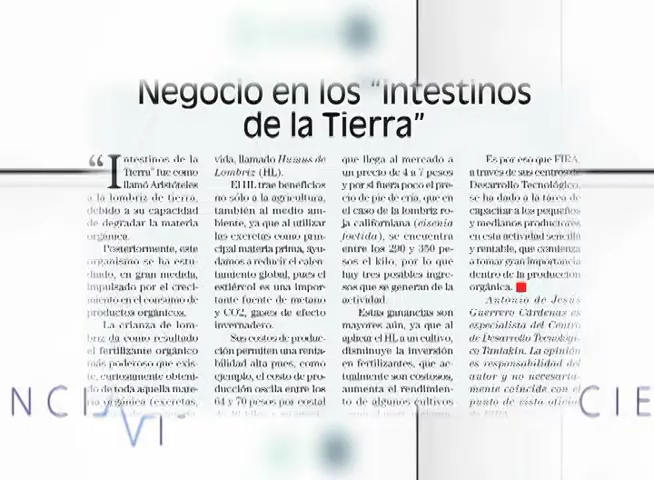 Negocio en los "intestinos
de la Tierra"
"Intestinos de la
Tierra" fue como
llamó Aristóteles
a la lombriz de tierra,
debido a su capacidad
de degradar la materia
orgánica.
Posteriormente, este
organismo se ha estu-
diado, en gran medida,
impulsado por el creci-
miento en el consumo de
productos orgánicos.
La crianza de lom-
briz da como resultado
el fertilizante orgánico
más poderoso que exis-
te, curiosamente obteni-
do de toda aquella mate-
ria orgánica (excretas,
vida, llamado Humus de
Lombriz (HL).
El HL trae beneficios
no sólo a la agricultura,
también al medio am-
biente, ya que al utilizar
las excretas como prin-
cipal materia prima, ayu-
damos a reducir el calen-
tamiento global, pues el
estiércol es una impor-
tante fuente de metano
y CO2, gases de efecto
invernadero.
Sus costos de produc-
ción permiten una renta-
bilidad alta pues, como
ejemplo, el costo de pro-
ducción oscila entre los
64 y 70 pesos por costal
que llega al mercado a
un precio de 4 a 7 pesos
y por si fuera poco el pre-
cio de pie de cría, que en
el caso de la lombriz ro-
ja californiana (eisenia
foetida), se encuentra
entre los 290 y 350 pe-
sos el kilo, por lo que
hay tres posibles ingre-
sos que se generan de la
actividad.
Estas ganancias son
mayores aún, ya que al
aplicar el HL a un cultivo,
disminuye la inversión
en fertilizantes, que ac-
tualmente son costosos,
aumenta el rendimien-
to de algunos cultivos
Es por eso que FIRA,
a través de sus centros de
Desarrollo Tecnológico,
se ha dado a la tarea de
capacitar a los pequeños
y medianos productores
en esta actividad sencilla
y rentable, que comienza
a tomar gran importancia
dentro de la producción
orgánica.
Antonio de Jesús
Guerrero Cárdenas es
especialista del Centro
de Desarrollo Tecnológi-
co Tantakin. La opinión
es responsabilidad del
autor y no necesaria-
mente coincide con el
punto de vista oficial
de FIRA.
NCI
VI
CIE